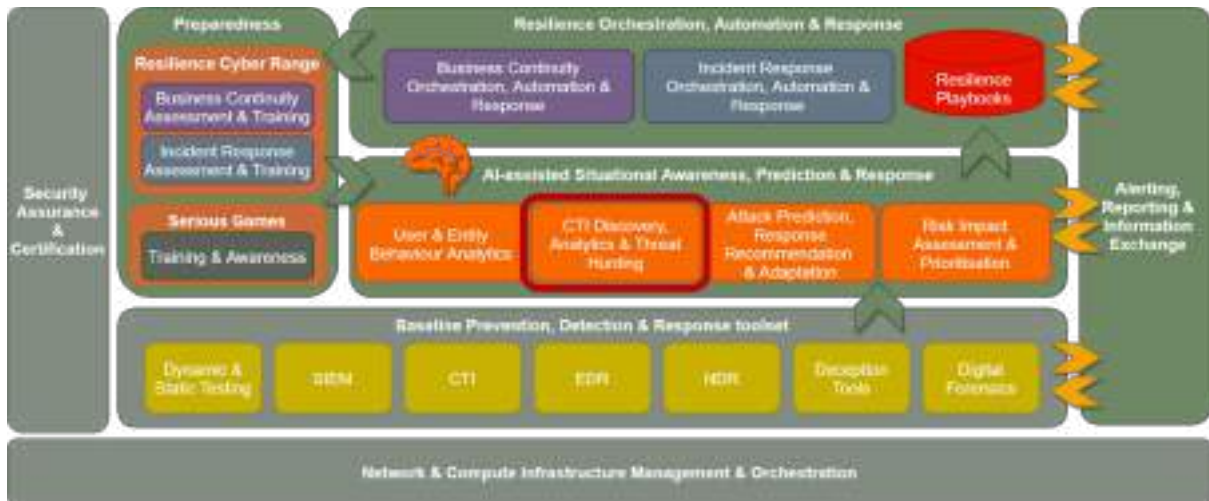 Preparedness
Resilience Cyber Range
Business Continuity
Assessment & Training
Incident Response
Assessment & Training
Serious Games
Training & Awareness
Resilience Orchestration, Automation & Response
Business Continuity
Orchestration, Automation &
Response
Incident Response
Orchestration, Automation &
Response
Resilience
Playbooks
Security
Assurance
&
Certification
AI-assisted Situational Awareness, Prediction & Response
User & Entity
Behaviour Analytics
CTI Discovery,
Analytics & Threat
Hunting
Attack Prediction,
Response
Recommendation
& Adaptation
Risk Impact
Assessment &
Prioritisation
Alerting,
Reporting &
Information
Exchange
Baseline Prevention, Detection & Response toolset
Dynamic &
Static Testing
SIEM
CTI
EDR
NDR
Deception
Tools
Digital
Forensics
Network & Compute Infrastructure Management & Orchestration